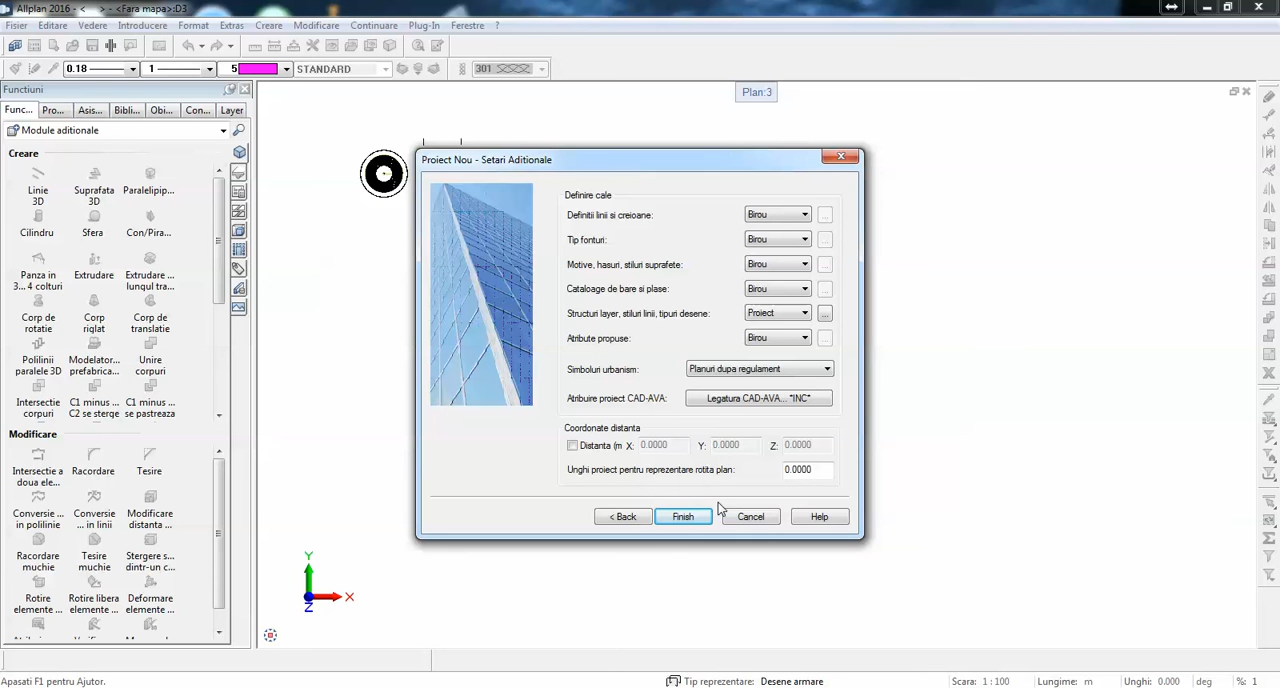 Allplan 2016 - <    > - <Fara mapa>:D3
Fisier Editare Vedere Introducere Format Extras Creare Modificare Continuare Plug-In Ferestre
0.18 1 5 STANDARD 301
Functiuni
Plan:3
Func... Pro... Asis... Bibli... Obi... Con... Layer
Module aditionale
Creare
Linie 3D
Suprafata 3D
Paralelipip...
Cilindru
Sfera
Con/Pira...
Panza in 3... 4 colturi
Extrudare
Extrudare ... lungul tra...
Corp de rotatie
Corp riglat
Corp de translatie
Polilinii paralele 3D
Modelator... prefabrica...
Unire corpuri
Intersectie corpuri
C1 minus ... C2 se sterge
C1 minus ... se pastreaza
Modificare
Intersectie a doua ele...
Racordare
Tesire
Conversie ... in polilinie
Conversie ... in linii
Modificare distanta ...
Racordare muchie
Tesire muchie
Stergere s... dintr-un c...
Rotire elemente ...
Rotire libera elemente ...
Deformare elemente ...
Proiect Nou - Setari Aditionale
Definire cale
Definitii linii si creioane: Birou ...
Tip fonturi: Birou ...
Motive, hasuri, stiluri suprafete: Birou ...
Cataloage de bare si plase: Birou ...
Structuri layer, stiluri linii, tipuri desene: Proiect ...
Atribute propuse: Birou ...
Simboluri urbanism: Planuri dupa regulament
Atribuire proiect CAD-AVA: Legatura CAD-AVA... "INC"
Coordonate distanta
Distanta (m X: 0.0000 Y: 0.0000 Z: 0.0000
Unghi proiect pentru reprezentare rotita plan: 0.0000
< Back Finish Cancel Help
Y
X
Z
Apasati F1 pentru Ajutor.
Tip reprezentare: Desene armare Scara: 1 : 100 Lungime: m Unghi: 0.000 deg %: 1